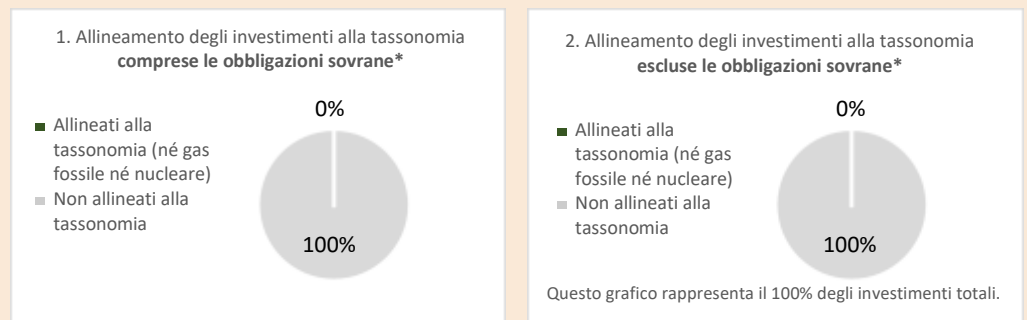 1. Allineamento degli investimenti alla tassonomia
comprese le obbligazioni sovrane*
0%
Allineati alla
tassonomia (né gas
fossile né nucleare)
Non allineati alla
tassonomia
100%
2. Allineamento degli investimenti alla tassonomia
escluse le obbligazioni sovrane*
0%
Allineati alla
tassonomia (né gas
fossile né nucleare)
Non allineati alla
tassonomia
100%
Questo grafico rappresenta il 100% degli investimenti totali.